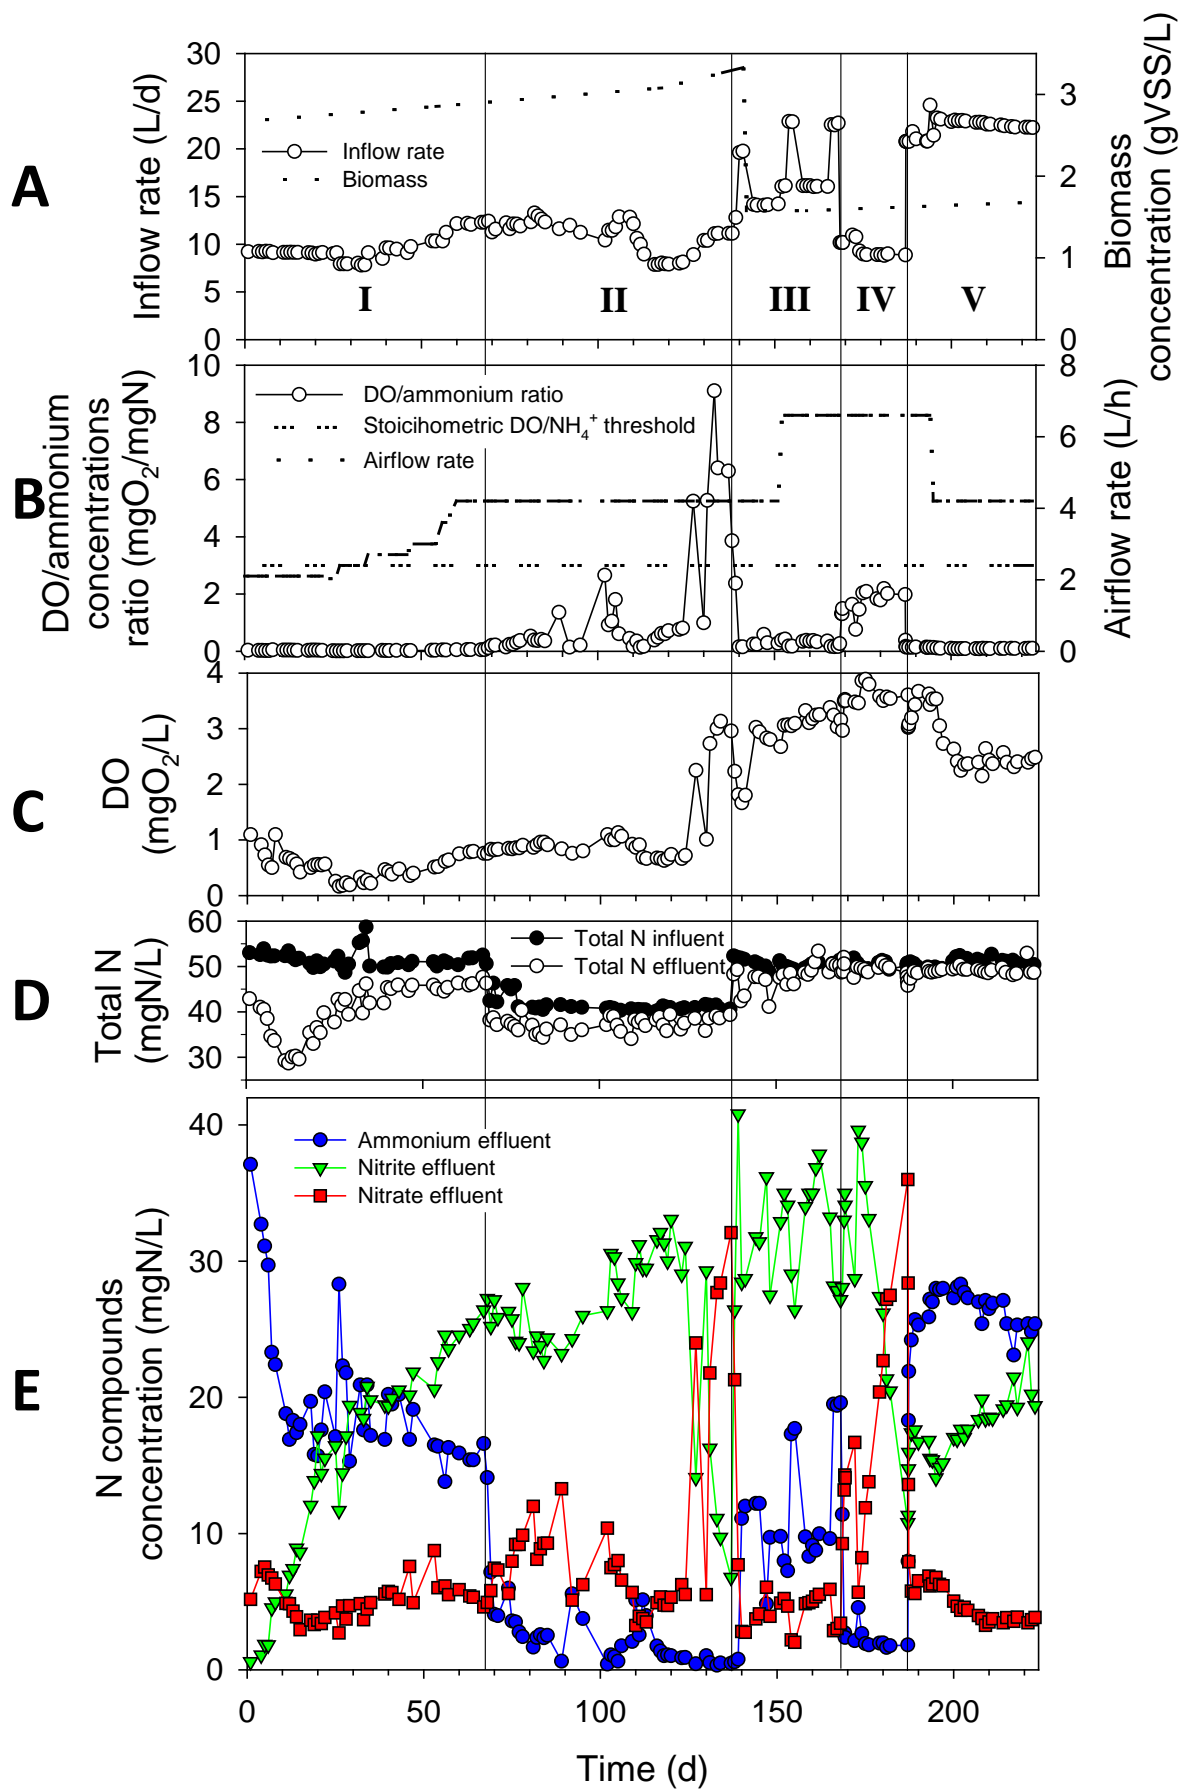 A
Inflow rate (L/d)
30
25
20
15
10
5
0
Inflow rate
Biomass
I
II
III
IV
V
3
2
1
0
Biomass
concentration (gVSS/L)
B
DO/ammonium
concentrations
ratio (mgO2/mgN)
10
8
6
4
2
0
DO/ammonium ratio
Stoicihometric DO/NH4+ threshold
Airflow rate
8
6
4
2
0
Airflow rate (L/h)
C
DO
(mgO2/L)
4
3
2
1
0
D
Total N
(mgN/L)
60
50
40
30
Total N influent
Total N effluent
E
N compounds
concentration (mgN/L)
40
30
20
10
0
Ammonium effluent
Nitrite effluent
Nitrate effluent
0 50 100 150 200
Time (d)